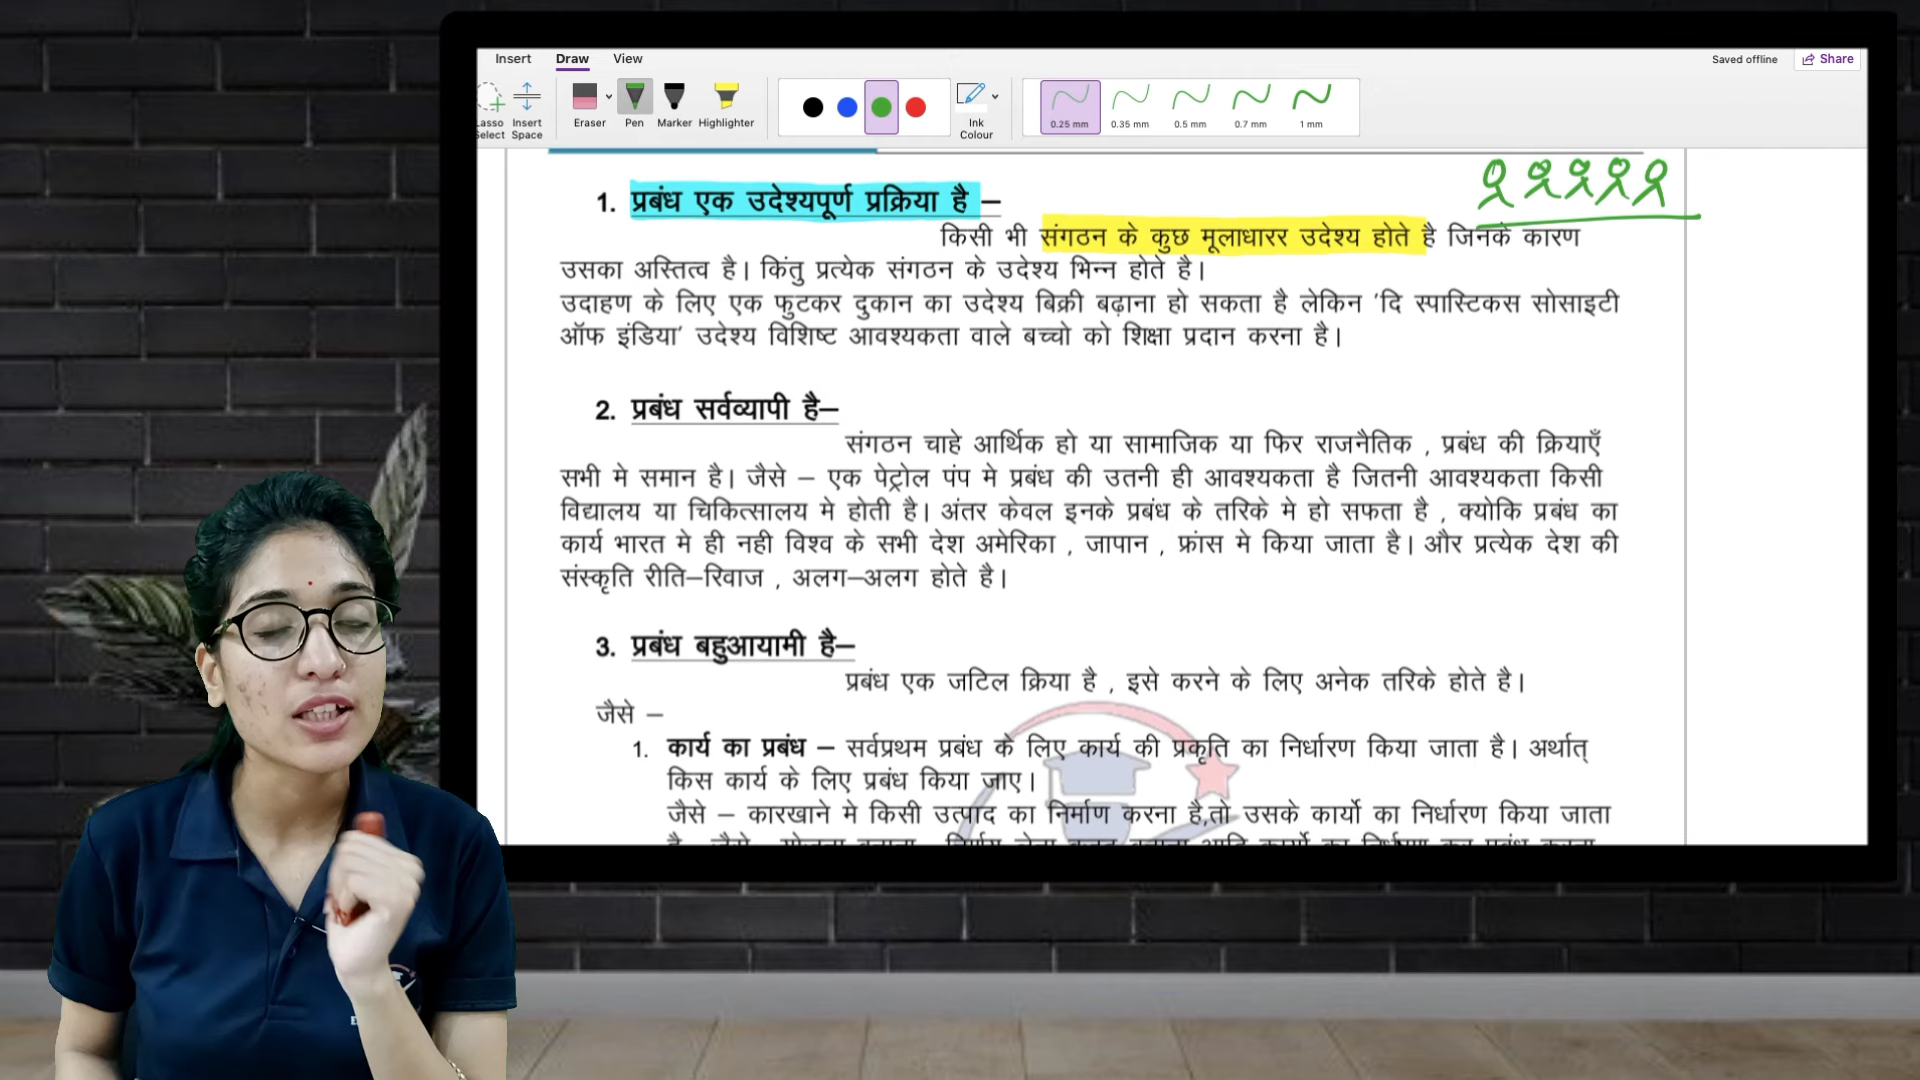 Insert Draw View
Saved offline Share
Lasso Select
Insert Space
Eraser
Pen
Marker
Highlighter
Ink Colour
0.25 mm
0.35 mm
0.5 mm
0.7 mm
1 mm
1. प्रबंध एक उदेश्यपूर्ण प्रक्रिया है –
किसी भी संगठन के कुछ मूलाधारर उदेश्य होते है जिनके कारण
उसका अस्तित्व है। किंतु प्रत्येक संगठन के उदेश्य भिन्न होते है।
उदाहण के लिए एक फुटकर दुकान का उदेश्य बिक्री बढ़ाना हो सकता है लेकिन 'दि स्पास्टिकस सोसाइटी
ऑफ इंडिया' उदेश्य विशिष्ट आवश्यकता वाले बच्चो को शिक्षा प्रदान करना है।
2. प्रबंध सर्वव्यापी है–
संगठन चाहे आर्थिक हो या सामाजिक या फिर राजनैतिक , प्रबंध की क्रियाएँ
सभी मे समान है। जैसे – एक पेट्रोल पंप मे प्रबंध की उतनी ही आवश्यकता है जितनी आवश्यकता किसी
विद्यालय या चिकित्सालय मे होती है। अंतर केवल इनके प्रबंध के तरिके मे हो सफता है , क्योकि प्रबंध का
कार्य भारत मे ही नही विश्व के सभी देश अमेरिका , जापान , फ्रांस मे किया जाता है। और प्रत्येक देश की
संस्कृति रीति–रिवाज , अलग–अलग होते है।
3. प्रबंध बहुआयामी है–
प्रबंध एक जटिल क्रिया है , इसे करने के लिए अनेक तरिके होते है।
जैसे –
1. कार्य का प्रबंध – सर्वप्रथम प्रबंध के लिए कार्य की प्रकृति का निर्धारण किया जाता है। अर्थात्
किस कार्य के लिए प्रबंध किया जाए।
जैसे – कारखाने मे किसी उत्पाद का निर्माण करना है,तो उसके कार्यो का निर्धारण किया जाता